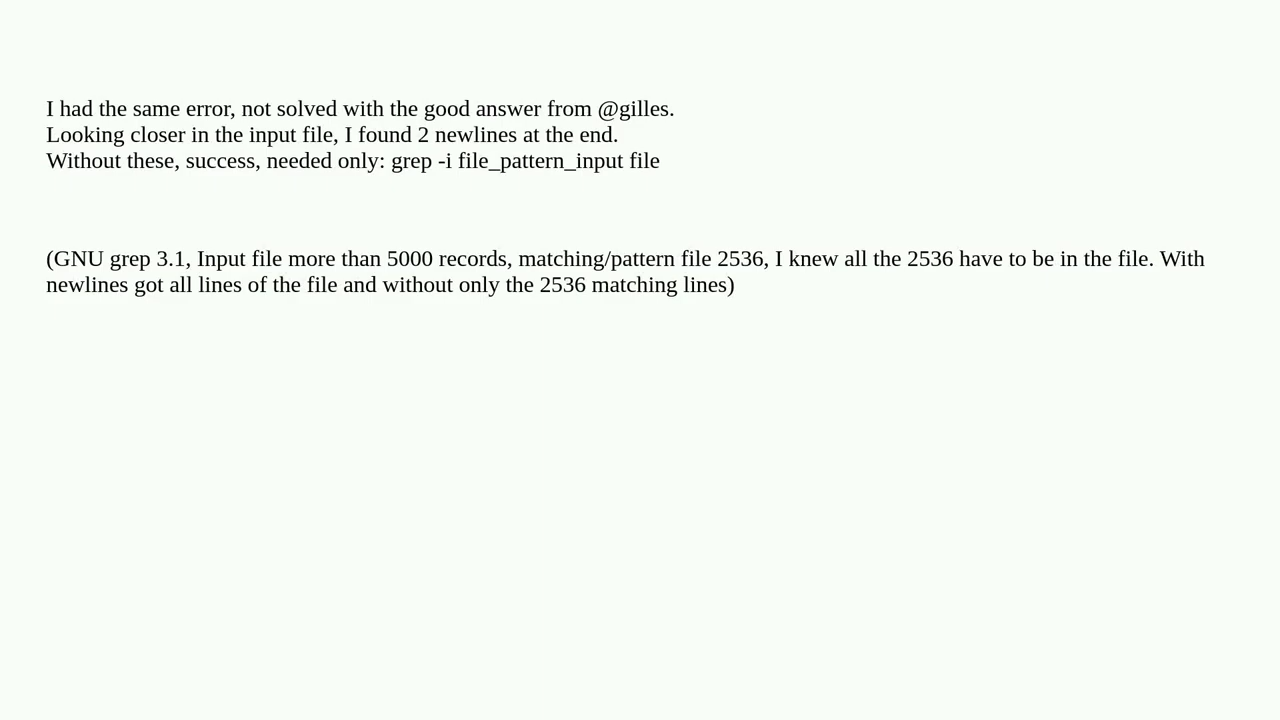 I had the same error, not solved with the good answer from @gilles.
Looking closer in the input file, I found 2 newlines at the end.
Without these, success, needed only: grep -i file_pattern_input file
(GNU grep 3.1, Input file more than 5000 records, matching/pattern file 2536, I knew all the 2536 have to be in the file. With
newlines got all lines of the file and without only the 2536 matching lines)